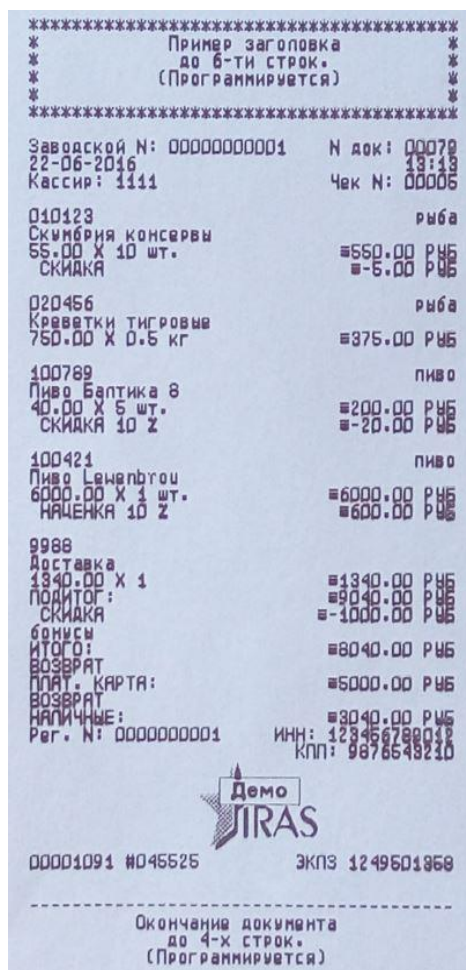 ******************************************
* Пример заголовка *
* до 6-ти строк. *
* (Программируется) *
* *
******************************************
Заводской N: 00000000001 N док: 00079
22-06-2016 13:13
Кассир: 1111 Чек N: 00005
010123 рыба
Скумбрия консервы
55.00 X 10 шт. ≡550.00 РУБ
СКИДКА ≡-5.00 РУБ
020456 рыба
Креветки тигровые
750.00 X 0.5 кг ≡375.00 РУБ
100789 пиво
Пиво Балтика 8
40.00 X 5 шт. ≡200.00 РУБ
СКИДКА 10 % ≡-20.00 РУБ
100421 пиво
Пиво Lewenbrou
6000.00 X 1 шт. ≡6000.00 РУБ
НАЦЕНКА 10 % ≡600.00 РУБ
9988
Доставка
1340.00 X 1 ≡1340.00 РУБ
ПОДИТОГ: ≡9040.00 РУБ
СКИДКА ≡-1000.00 РУБ
бонусы
ИТОГО: ≡8040.00 РУБ
ВОЗВРАТ
ПЛАТ. КАРТА: ≡5000.00 РУБ
ВОЗВРАТ
НАЛИЧНЫЕ: ≡3040.00 РУБ
Рег. N: 0000000001 ИНН: 123456789012
КПП: 9876543210
Демо
JIRAS
00001091 #045525 ЭКЛЗ 1249501358
Окончание документа
до 4-х строк.
(Программируется)